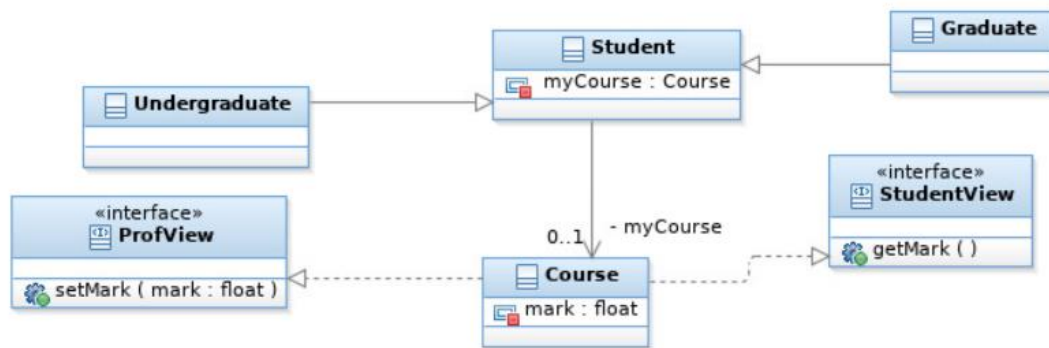 Graduate
Student
myCourse : Course
Undergraduate
«interface»
StudentView
getMark ( )
«interface»
ProfView
setMark ( mark : float )
0..1
- myCourse
Course
mark : float